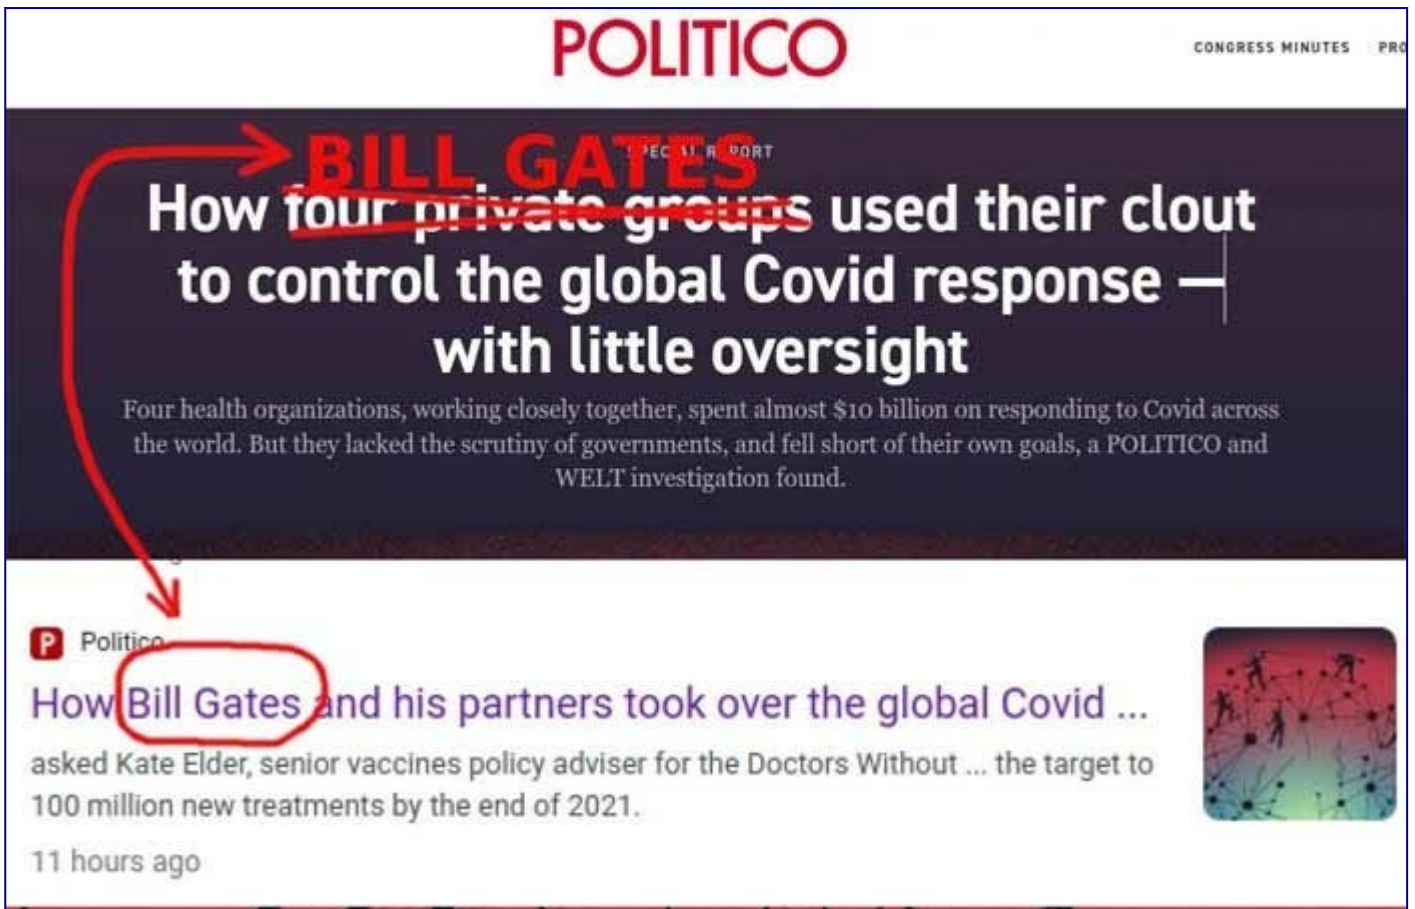 POLITICO
CONGRESS MINUTES PRO
BILL GATES
SPECIAL REPORT
How four private groups used their clout
to control the global Covid response —
with little oversight
Four health organizations, working closely together, spent almost $10 billion on responding to Covid across
the world. But they lacked the scrutiny of governments, and fell short of their own goals, a POLITICO and
WELT investigation found.
P Politico
How Bill Gates and his partners took over the global Covid ...
asked Kate Elder, senior vaccines policy adviser for the Doctors Without ... the target to
100 million new treatments by the end of 2021.
11 hours ago